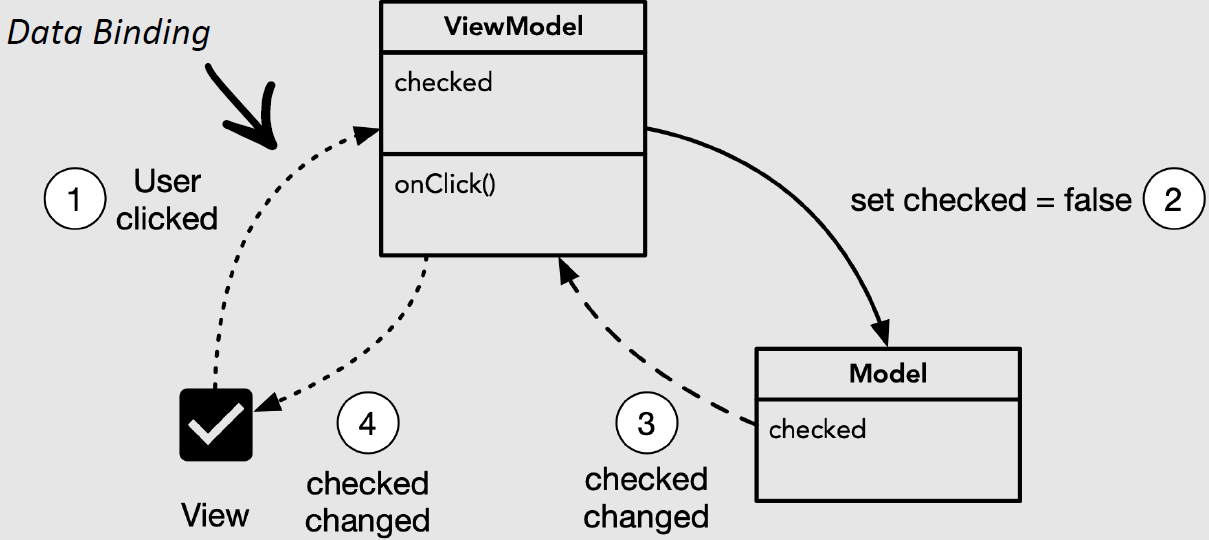 Data Binding
ViewModel
checked
onClick()
1
User
clicked
set checked = false
2
Model
checked
3
checked
changed
4
checked
changed
View